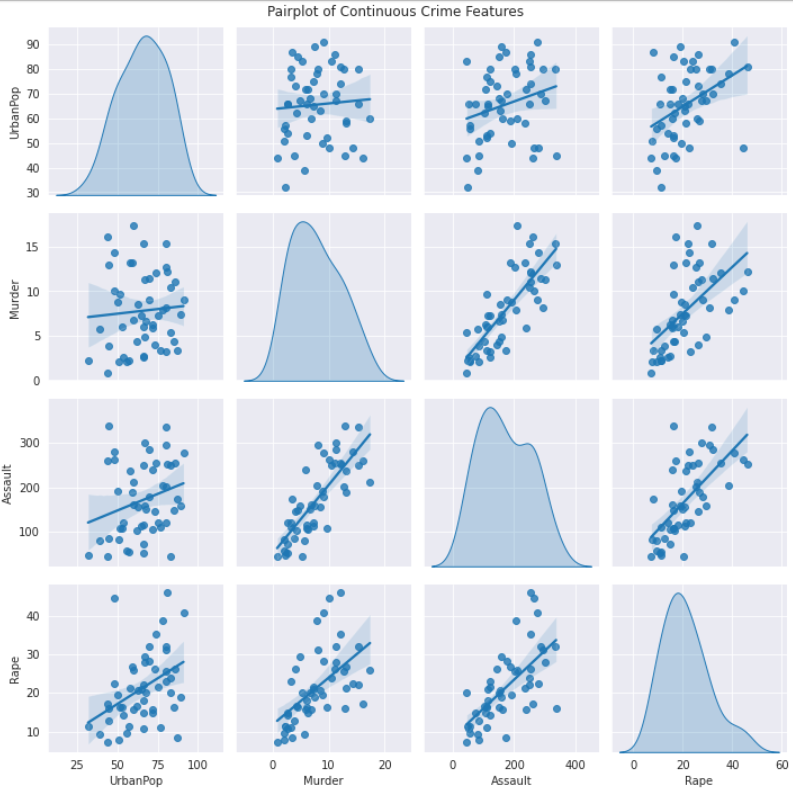 Pairplot of Continuous Crime Features
UrbanPop
90
80
70
60
50
40
30
Murder
15
10
5
0
Assault
300
200
100
Rape
40
30
20
10
25 50 75 100
0 10 20
0 200 400
0 20 40 60
UrbanPop Murder Assault Rape